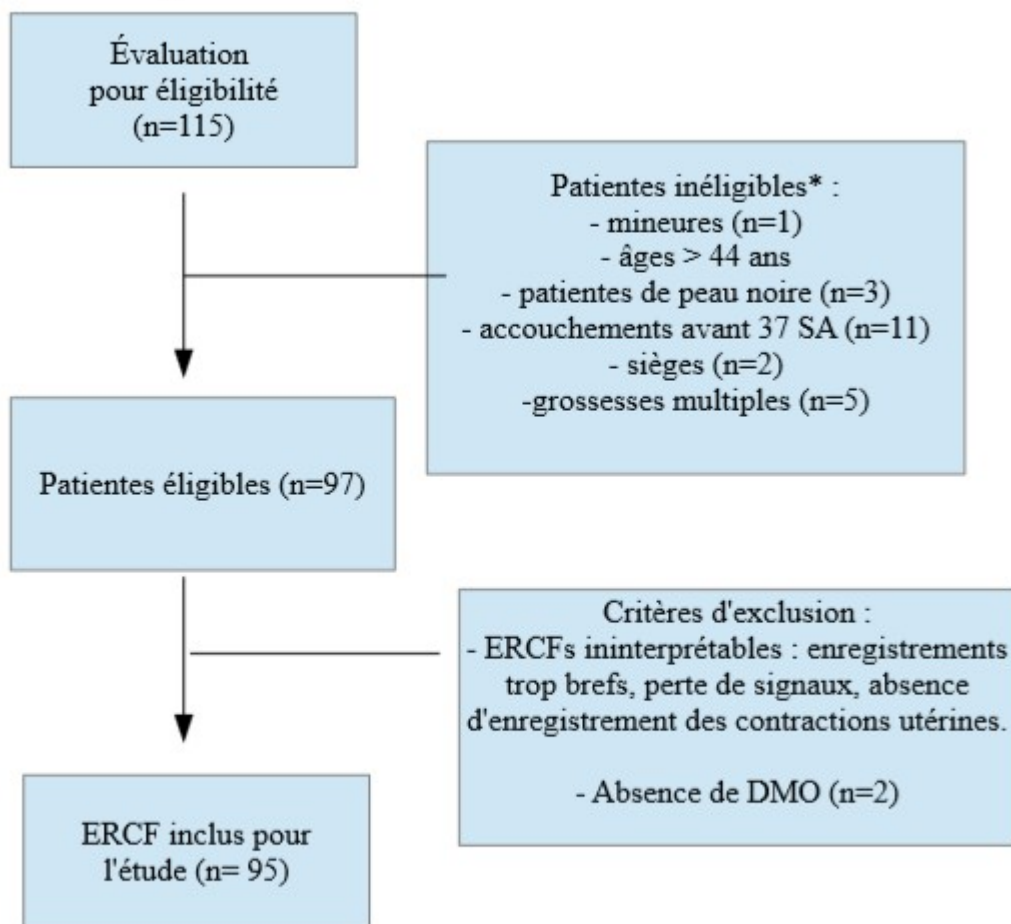 Évaluation
pour éligibilité
(n=115)
Patientes inéligibles* :
- mineures (n=1)
- âges > 44 ans
- patientes de peau noire (n=3)
- accouchements avant 37 SA (n=11)
- sièges (n=2)
-grossesses multiples (n=5)
Patientes éligibles (n=97)
Critères d'exclusion :
- ERCFs ininterprétables : enregistrements
trop brefs, perte de signaux, absence
d'enregistrement des contractions utérines.
- Absence de DMO (n=2)
ERCF inclus pour
l'étude (n= 95)